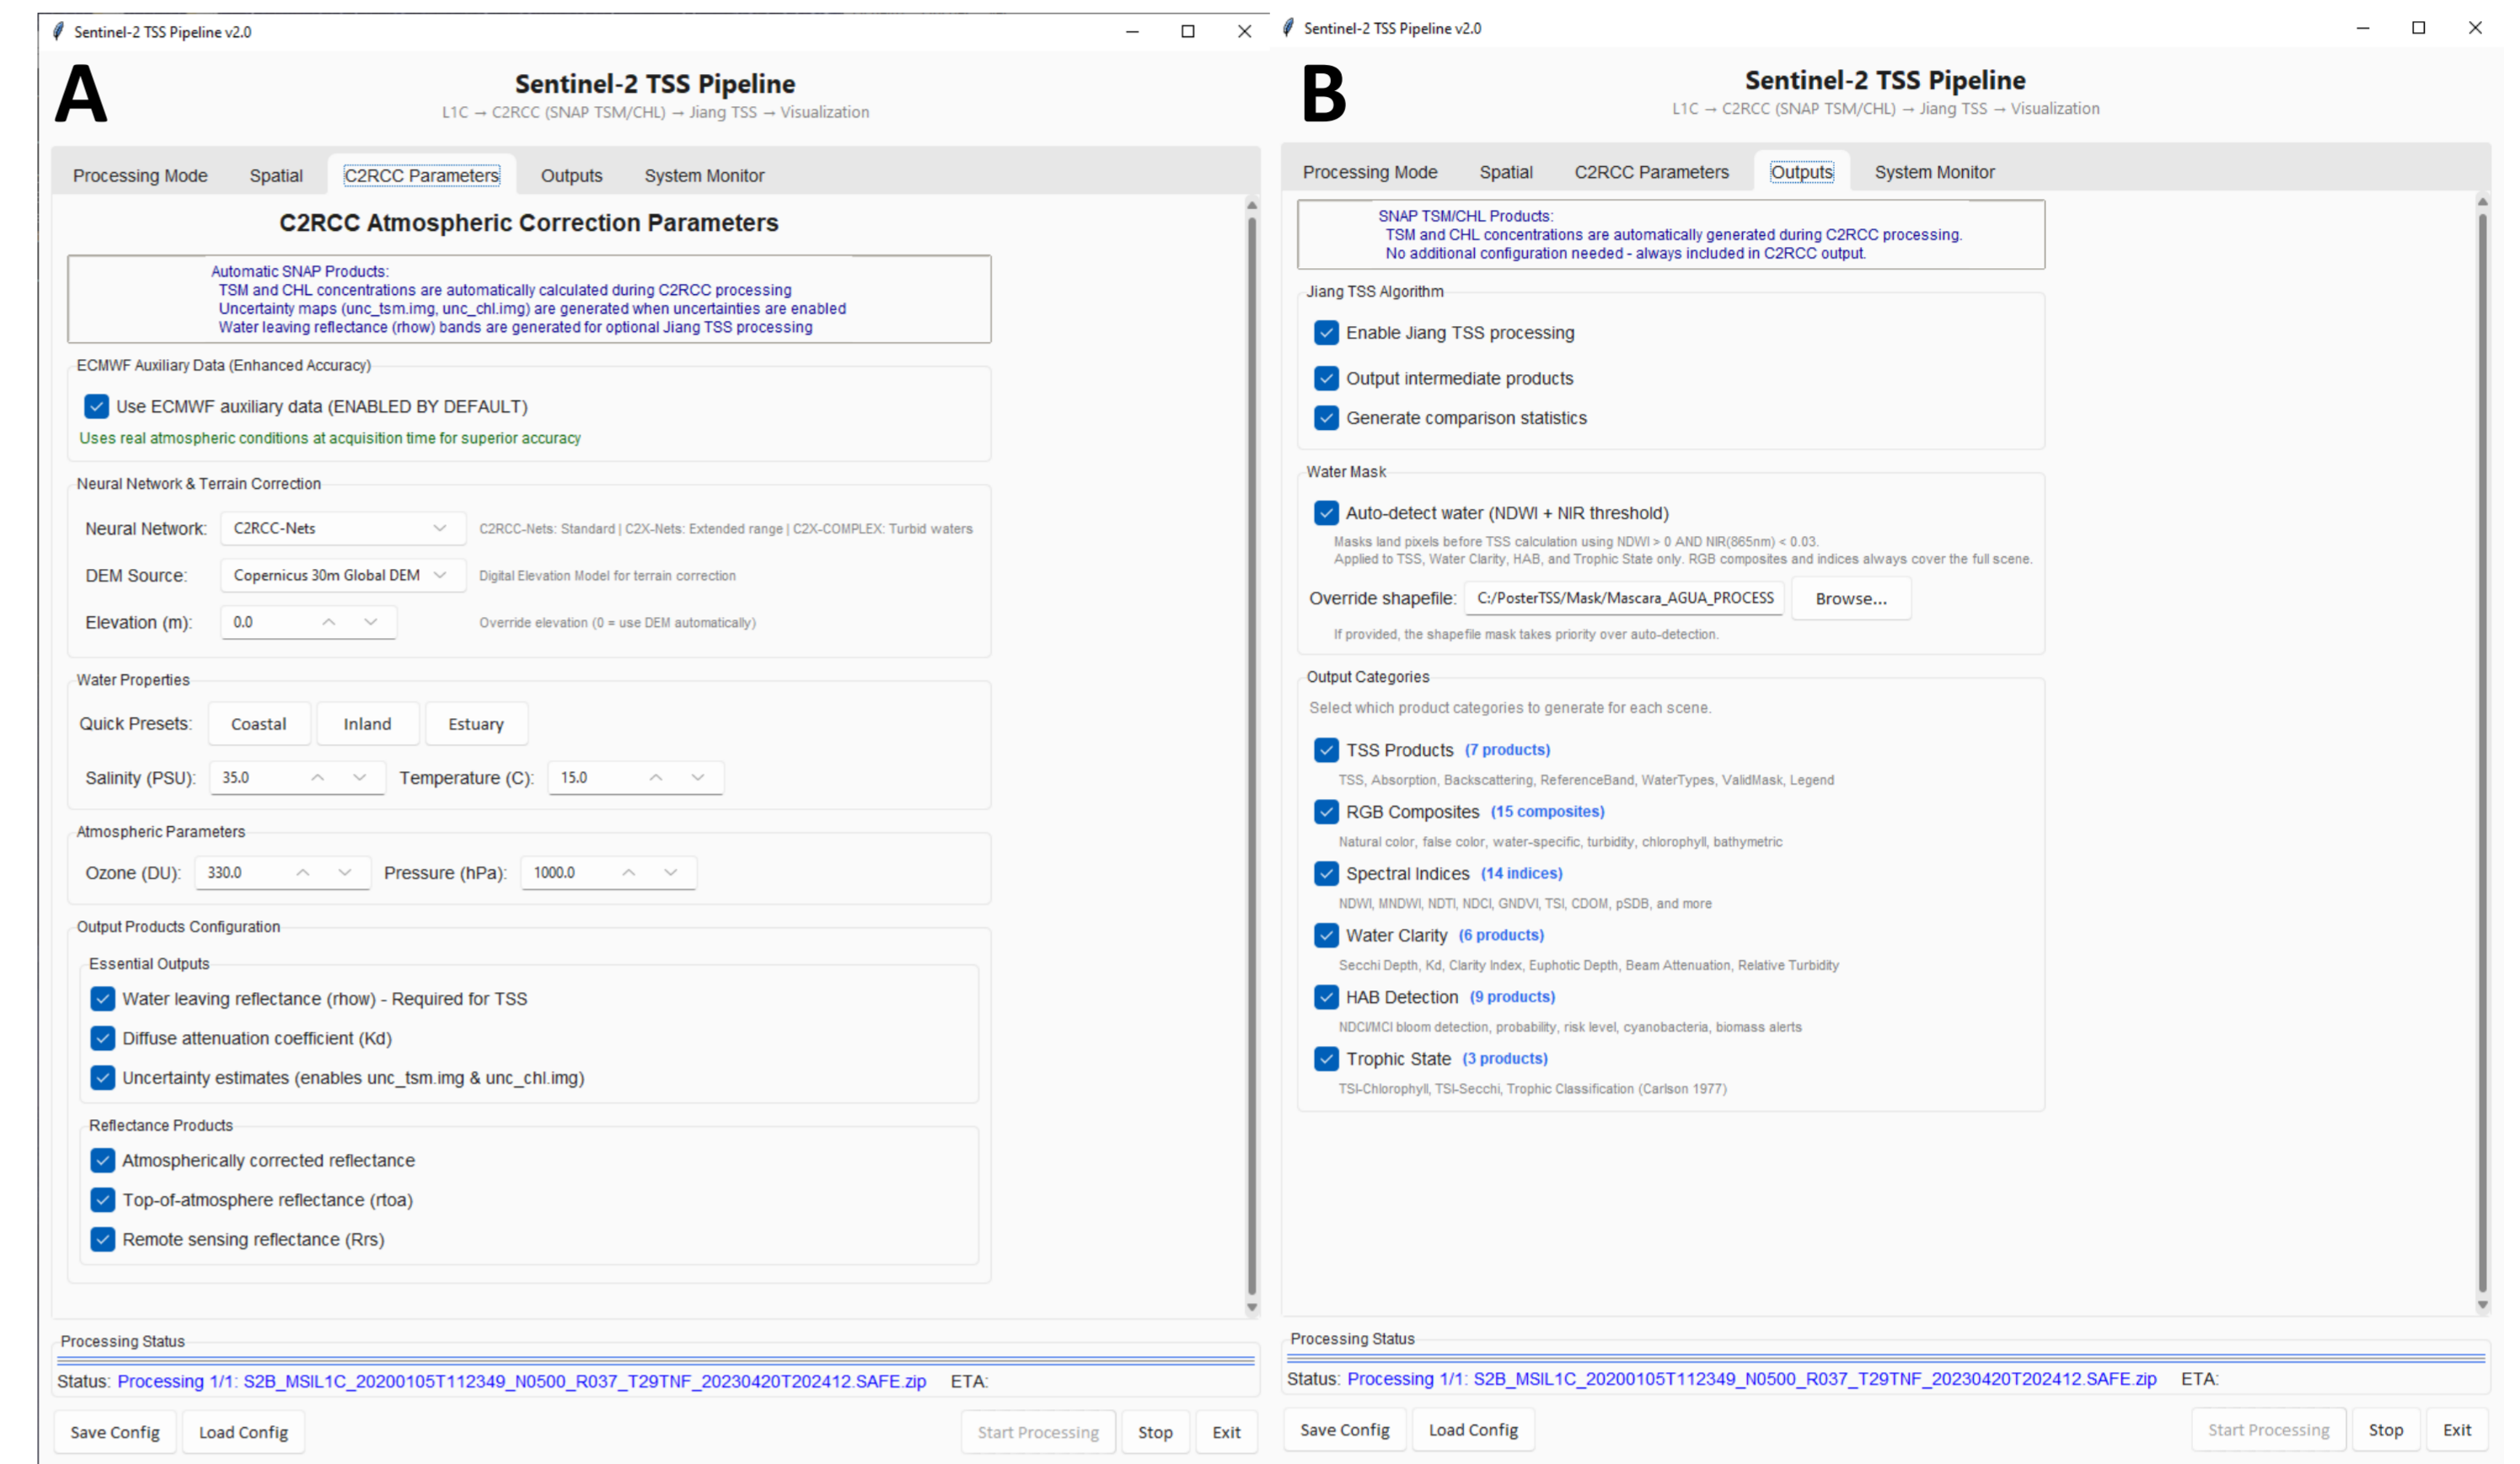 Sentinel-2 TSS Pipeline v2.0
A
Sentinel-2 TSS Pipeline
L1C → C2RCC (SNAP TSM/CHL) → Jiang TSS → Visualization
Processing Mode Spatial C2RCC Parameters Outputs System Monitor
C2RCC Atmospheric Correction Parameters
Automatic SNAP Products:
TSM and CHL concentrations are automatically calculated during C2RCC processing
Uncertainty maps (unc_tsm.img, unc_chl.img) are generated when uncertainties are enabled
Water leaving reflectance (rhow) bands are generated for optional Jiang TSS processing
ECMWF Auxiliary Data (Enhanced Accuracy)
Use ECMWF auxiliary data (ENABLED BY DEFAULT)
Uses real atmospheric conditions at acquisition time for superior accuracy
Neural Network & Terrain Correction
Neural Network: C2RCC-Nets C2RCC-Nets: Standard | C2X-Nets: Extended range | C2X-COMPLEX: Turbid waters
DEM Source: Copernicus 30m Global DEM Digital Elevation Model for terrain correction
Elevation (m): 0.0 Override elevation (0 = use DEM automatically)
Water Properties
Quick Presets: Coastal Inland Estuary
Salinity (PSU): 35.0 Temperature (C): 15.0
Atmospheric Parameters
Ozone (DU): 330.0 Pressure (hPa): 1000.0
Output Products Configuration
Essential Outputs
Water leaving reflectance (rhow) - Required for TSS
Diffuse attenuation coefficient (Kd)
Uncertainty estimates (enables unc_tsm.img & unc_chl.img)
Reflectance Products
Atmospherically corrected reflectance
Top-of-atmosphere reflectance (rtoa)
Remote sensing reflectance (Rrs)
Processing Status
Status: Processing 1/1: S2B_MSIL1C_20200105T112349_N0500_R037_T29TNF_20230420T202412.SAFE.zip ETA:
Save Config Load Config Start Processing Stop Exit
Sentinel-2 TSS Pipeline v2.0
B
Sentinel-2 TSS Pipeline
L1C → C2RCC (SNAP TSM/CHL) → Jiang TSS → Visualization
Processing Mode Spatial C2RCC Parameters Outputs System Monitor
SNAP TSM/CHL Products:
TSM and CHL concentrations are automatically generated during C2RCC processing.
No additional configuration needed - always included in C2RCC output.
Jiang TSS Algorithm
Enable Jiang TSS processing
Output intermediate products
Generate comparison statistics
Water Mask
Auto-detect water (NDWI + NIR threshold)
Masks land pixels before TSS calculation using NDWI > 0 AND NIR(865nm) < 0.03.
Applied to TSS, Water Clarity, HAB, and Trophic State only. RGB composites and indices always cover the full scene.
Override shapefile: C:/PosterTSS/Mask/Mascara_AGUA_PROCESS Browse...
If provided, the shapefile mask takes priority over auto-detection.
Output Categories
Select which product categories to generate for each scene.
TSS Products (7 products)
TSS, Absorption, Backscattering, ReferenceBand, WaterTypes, ValidMask, Legend
RGB Composites (15 composites)
Natural color, false color, water-specific, turbidity, chlorophyll, bathymetric
Spectral Indices (14 indices)
NDWI, MNDWI, NDTI, NDCI, GNDVI, TSI, CDOM, pSDB, and more
Water Clarity (6 products)
Secchi Depth, Kd, Clarity Index, Euphotic Depth, Beam Attenuation, Relative Turbidity
HAB Detection (9 products)
NDCI/MCI bloom detection, probability, risk level, cyanobacteria, biomass alerts
Trophic State (3 products)
TSI-Chlorophyll, TSI-Secchi, Trophic Classification (Carlson 1977)
Processing Status
Status: Processing 1/1: S2B_MSIL1C_20200105T112349_N0500_R037_T29TNF_20230420T202412.SAFE.zip ETA:
Save Config Load Config Start Processing Stop Exit